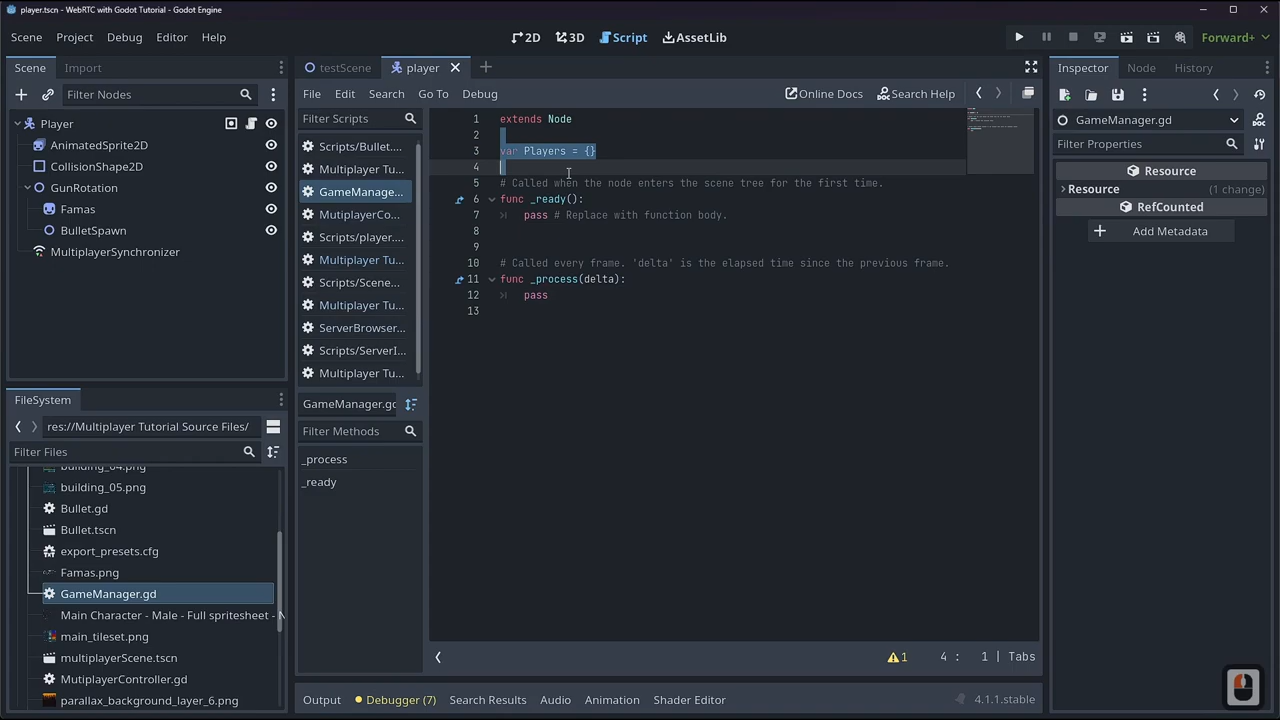 player.tscn - WebRTC with Godot Tutorial - Godot Engine
Scene Project Debug Editor Help
2D 3D Script AssetLib
Forward+
Scene Import
Filter Nodes
Player
AnimatedSprite2D
CollisionShape2D
GunRotation
Famas
BulletSpawn
MultiplayerSynchronizer
FileSystem
res://Multiplayer Tutorial Source Files/
Filter Files
building_04.png
building_05.png
Bullet.gd
Bullet.tscn
export_presets.cfg
Famas.png
GameManager.gd
Main Character - Male - Full spritesheet -
main_tileset.png
multiplayerScene.tscn
MutiplayerController.gd
parallax_background_layer_6.png
testScene player
File Edit Search Go To Debug
Online Docs Search Help
Filter Scripts
Scripts/Bullet....
Multiplayer Tu...
GameManage...
MutiplayerCo...
Scripts/player....
Multiplayer Tu...
Scripts/Scene...
Multiplayer Tu...
ServerBrowser...
Scripts/ServerI...
Multiplayer Tu...
GameManager.gd
Filter Methods
_process
_ready
1 extends Node
2
3 var Players = {}
4
5 # Called when the node enters the scene tree for the first time.
6 func _ready():
7 pass # Replace with function body.
8
9
10 # Called every frame. 'delta' is the elapsed time since the previous frame.
11 func _process(delta):
12 pass
13
1 4 : 1 | Tabs
Output Debugger (7) Search Results Audio Animation Shader Editor
4.1.1.stable
Inspector Node History
GameManager.gd
Filter Properties
Resource
Resource (1 change)
RefCounted
Add Metadata